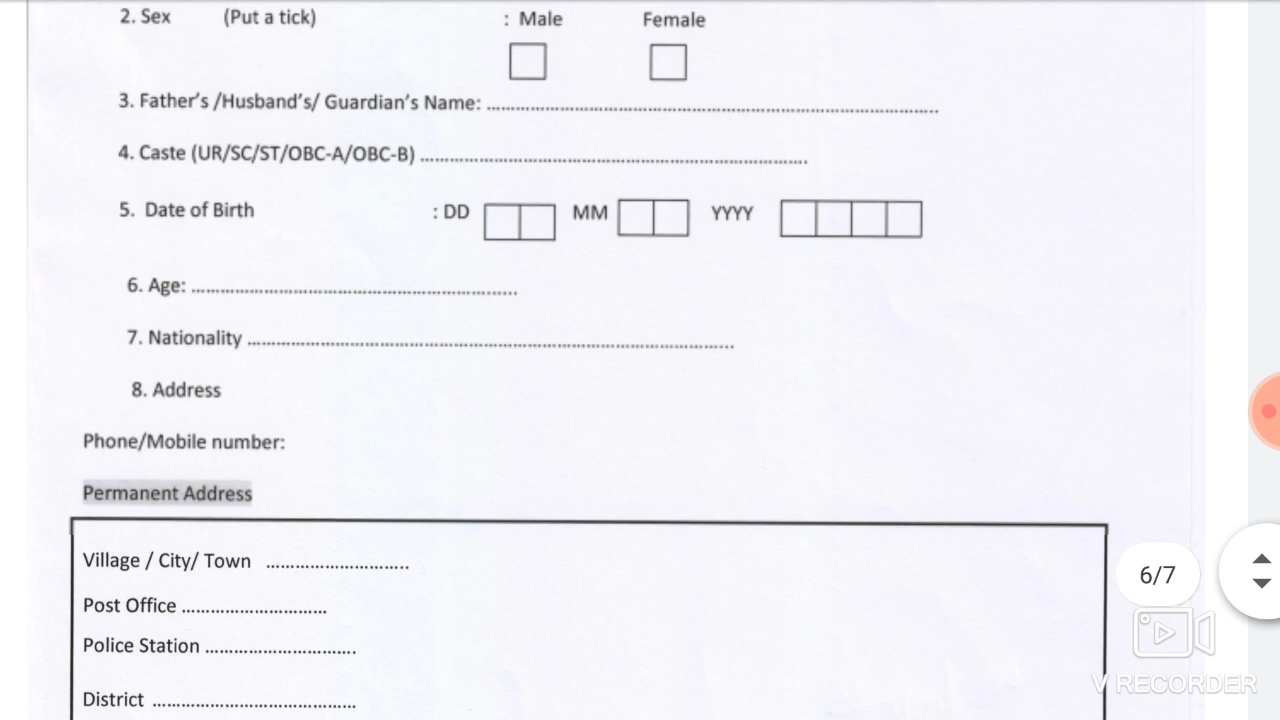 2. Sex (Put a tick) : Male Female
3. Father's /Husband's/ Guardian's Name: ........................................
4. Caste (UR/SC/ST/OBC-A/OBC-B) ........................................
5. Date of Birth : DD MM YYYY
6. Age: ........................................
7. Nationality ........................................
8. Address
Phone/Mobile number:
Permanent Address
Village / City/ Town ............................
Post Office ............................
Police Station ............................
District ............................
6/7
V RECORDER